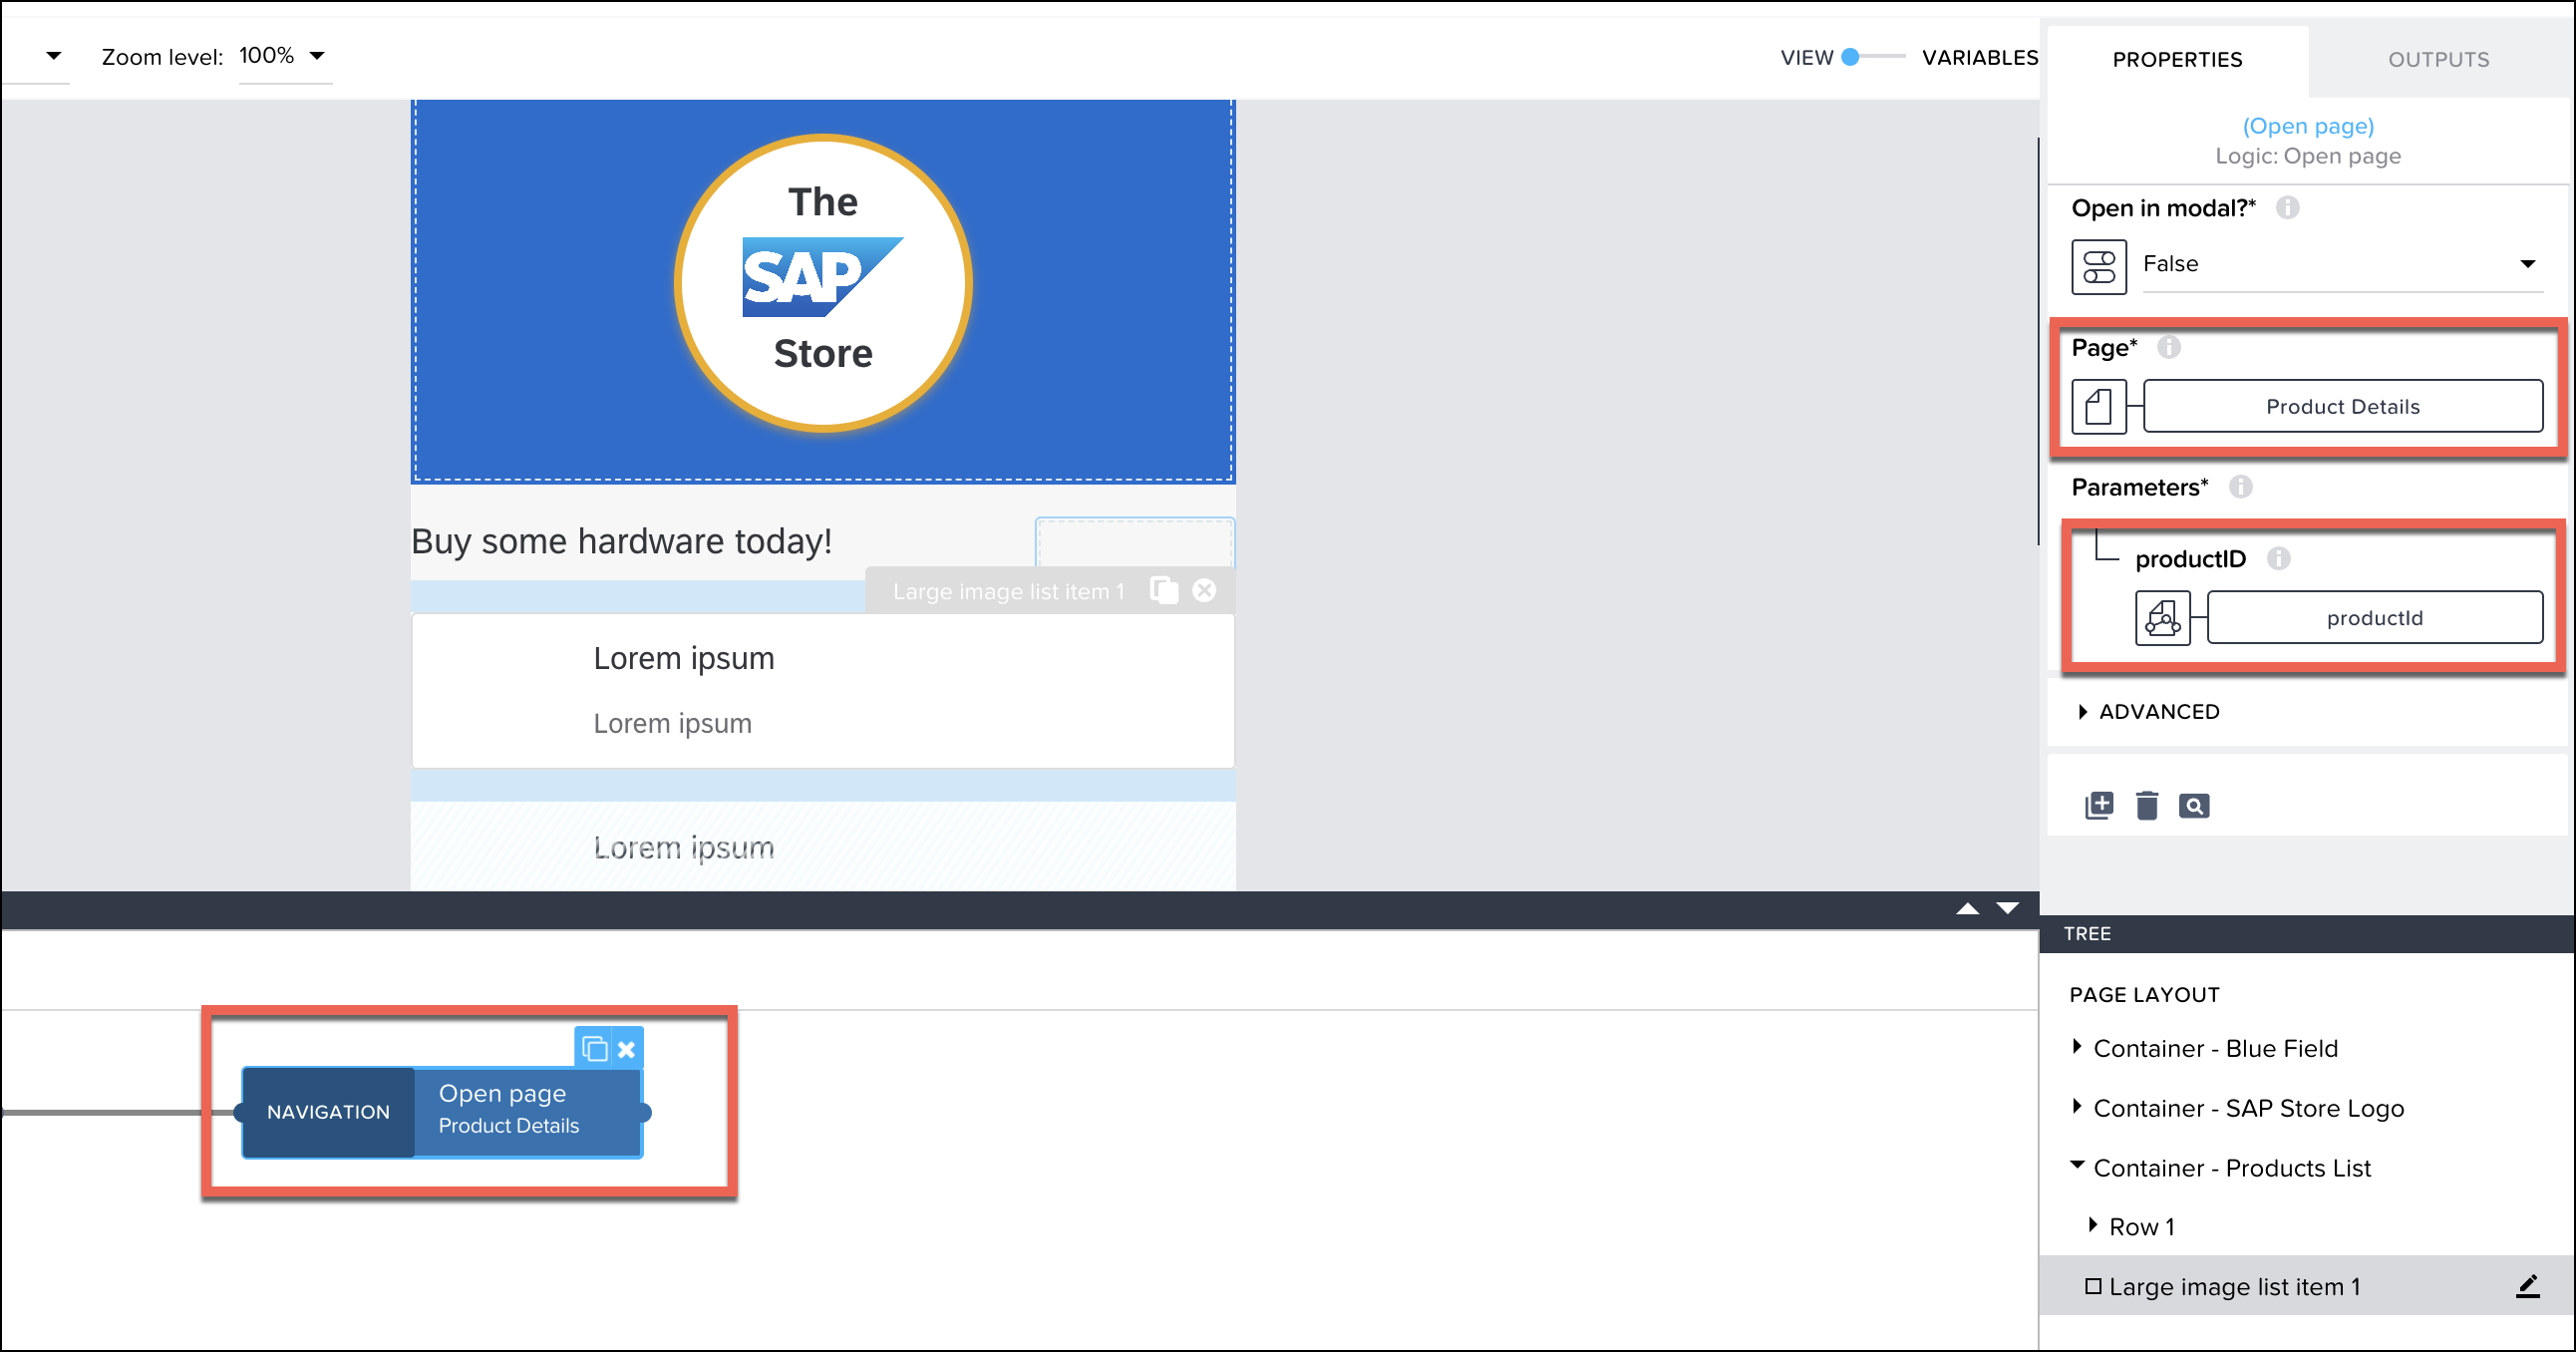 Zoom level: 100%
VIEW VARIABLES
PROPERTIES OUTPUTS
(Open page)
Logic: Open page
Open in modal?*
False
Page*
Product Details
Parameters*
productID
productId
ADVANCED
The
SAP
Store
Buy some hardware today!
Large image list item 1
Lorem ipsum
Lorem ipsum
Lorem ipsum
NAVIGATION
Open page
Product Details
TREE
PAGE LAYOUT
Container - Blue Field
Container - SAP Store Logo
Container - Products List
Row 1
Large image list item 1